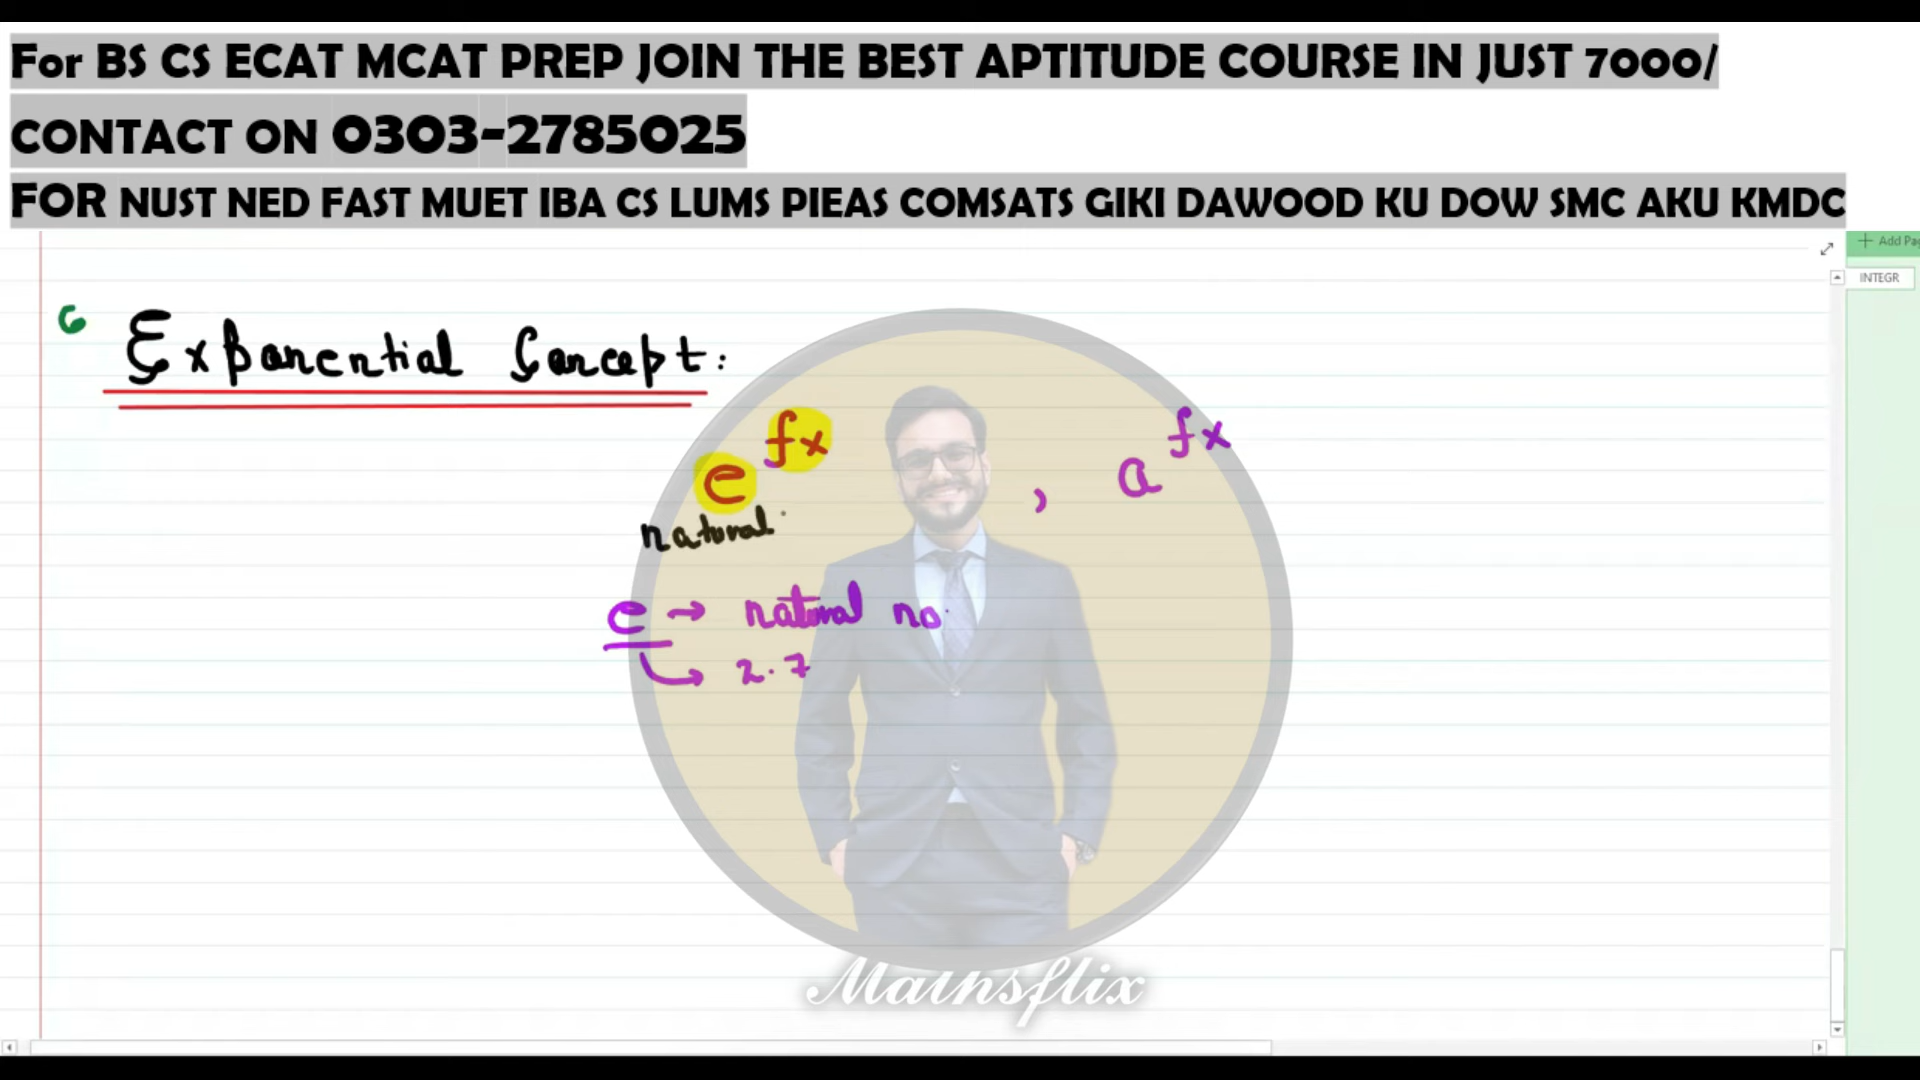 For BS CS ECAT MCAT PREP JOIN THE BEST APTITUDE COURSE IN JUST 7000/
CONTACT ON 0303-2785025
FOR NUST NED FAST MUET IBA CS LUMS PIEAS COMSATS GIKI DAWOOD KU DOW SMC AKU KMDC
+ Add Pag
INTEGR
6 Exponential Concept:
e^fx , a^fx
natural
e → natural no.
→ 2.7
Mathsflix